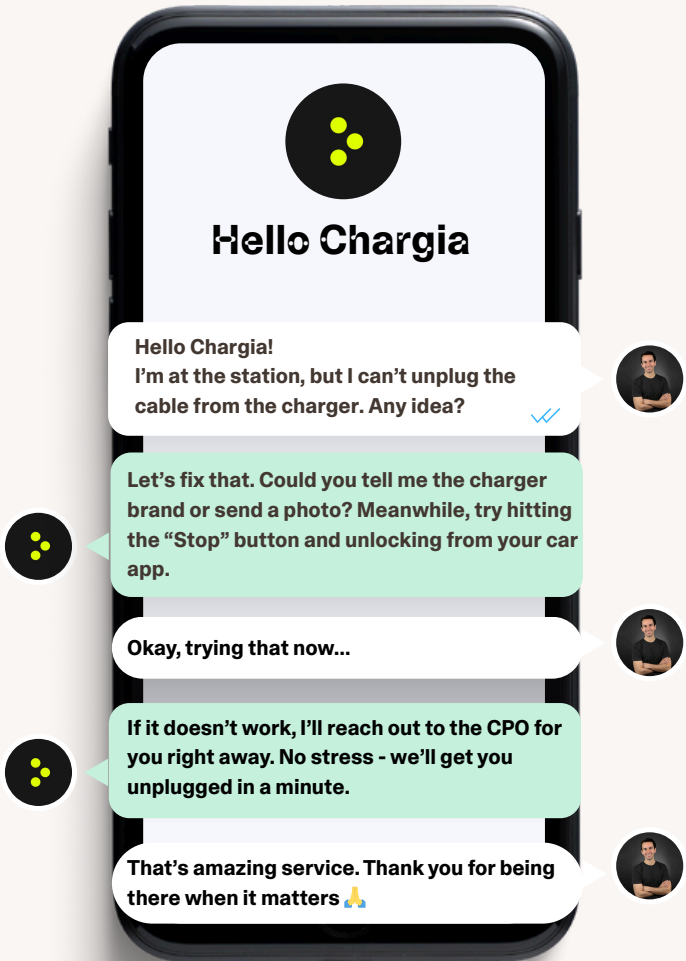 Hello Chargia
Hello Chargia!
I’m at the station, but I can’t unplug the
cable from the charger. Any idea?
Let’s fix that. Could you tell me the charger
brand or send a photo? Meanwhile, try hitting
the “Stop” button and unlocking from your car
app.
Okay, trying that now...
If it doesn’t work, I’ll reach out to the CPO for
you right away. No stress - we’ll get you
unplugged in a minute.
That’s amazing service. Thank you for being
there when it matters 🙏